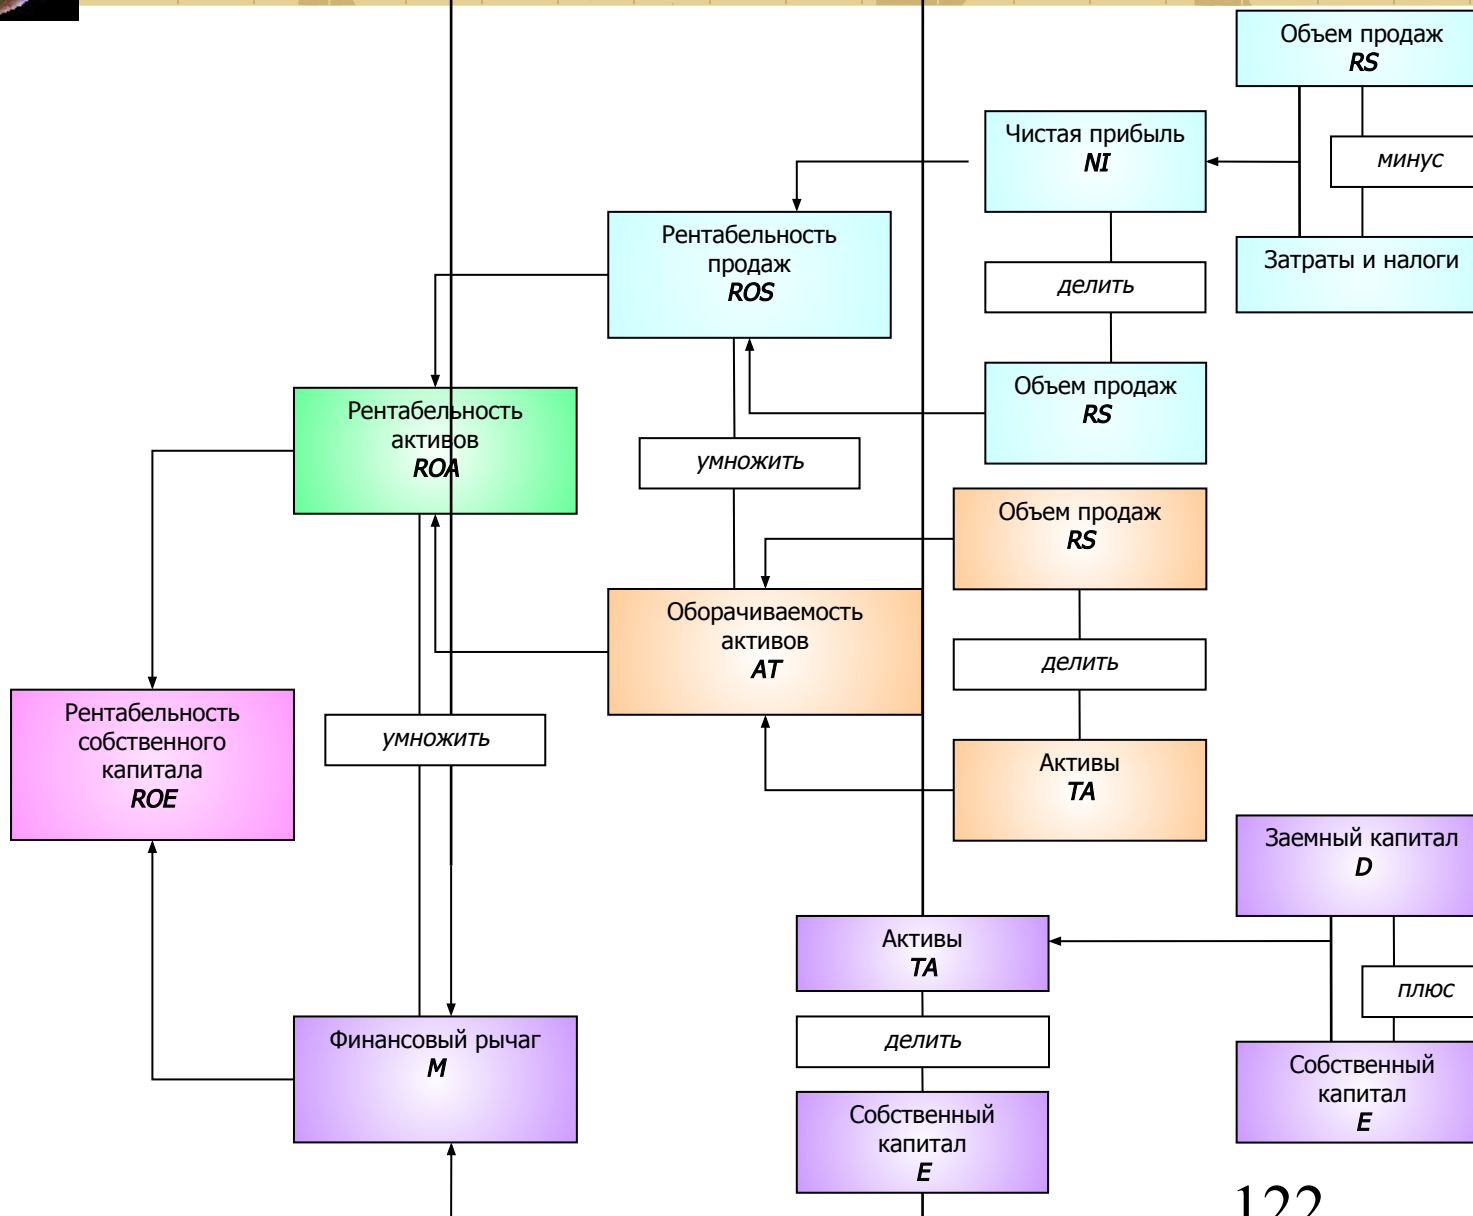 Объем продаж
RS
Чистая прибыль
NI
минус
Рентабельность
продаж
ROS
делить
Затраты и налоги
Рентабельность
активов
ROA
Объем продаж
RS
умножить
Объем продаж
RS
Оборачиваемость
активов
AT
делить
Рентабельность
собственного
капитала
ROE
умножить
Активы
TA
Заемный капитал
D
Активы
TA
плюс
Финансовый рычаг
M
делить
Собственный
капитал
E
Собственный
капитал
E
122